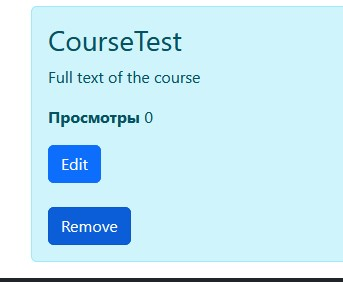 CourseTest
Full text of the course
Просмотры 0
Edit
Remove